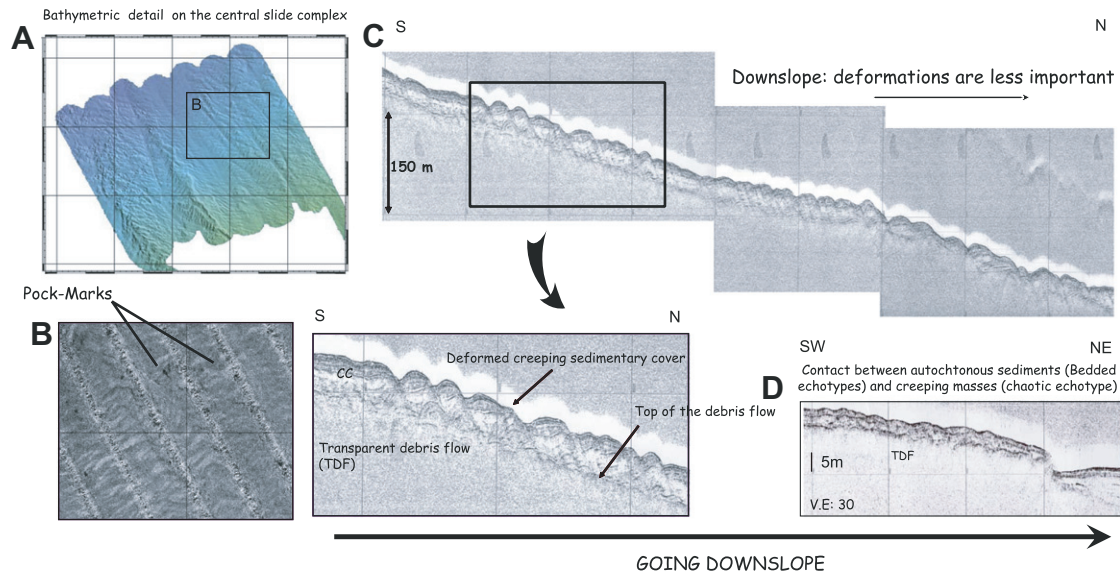 Bathymetric detail on the central slide complex
A
B
C
S
N
Downslope: deformations are less important
150 m
Pock-Marks
B
S
N
Deformed creeping sedimentary cover
CC
Top of the debris flow
Transparent debris flow
(TDF)
SW
NE
Contact between autochtonous sediments (Bedded
echotypes) and creeping masses (chaotic echotype)
D
TDF
5m
V.E: 30
GOING DOWNSLOPE